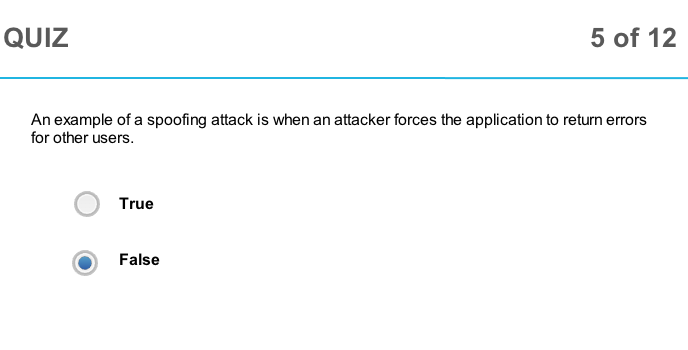 QUIZ
5 of 12
An example of a spoofing attack is when an attacker forces the application to return errors
for other users.
True
False